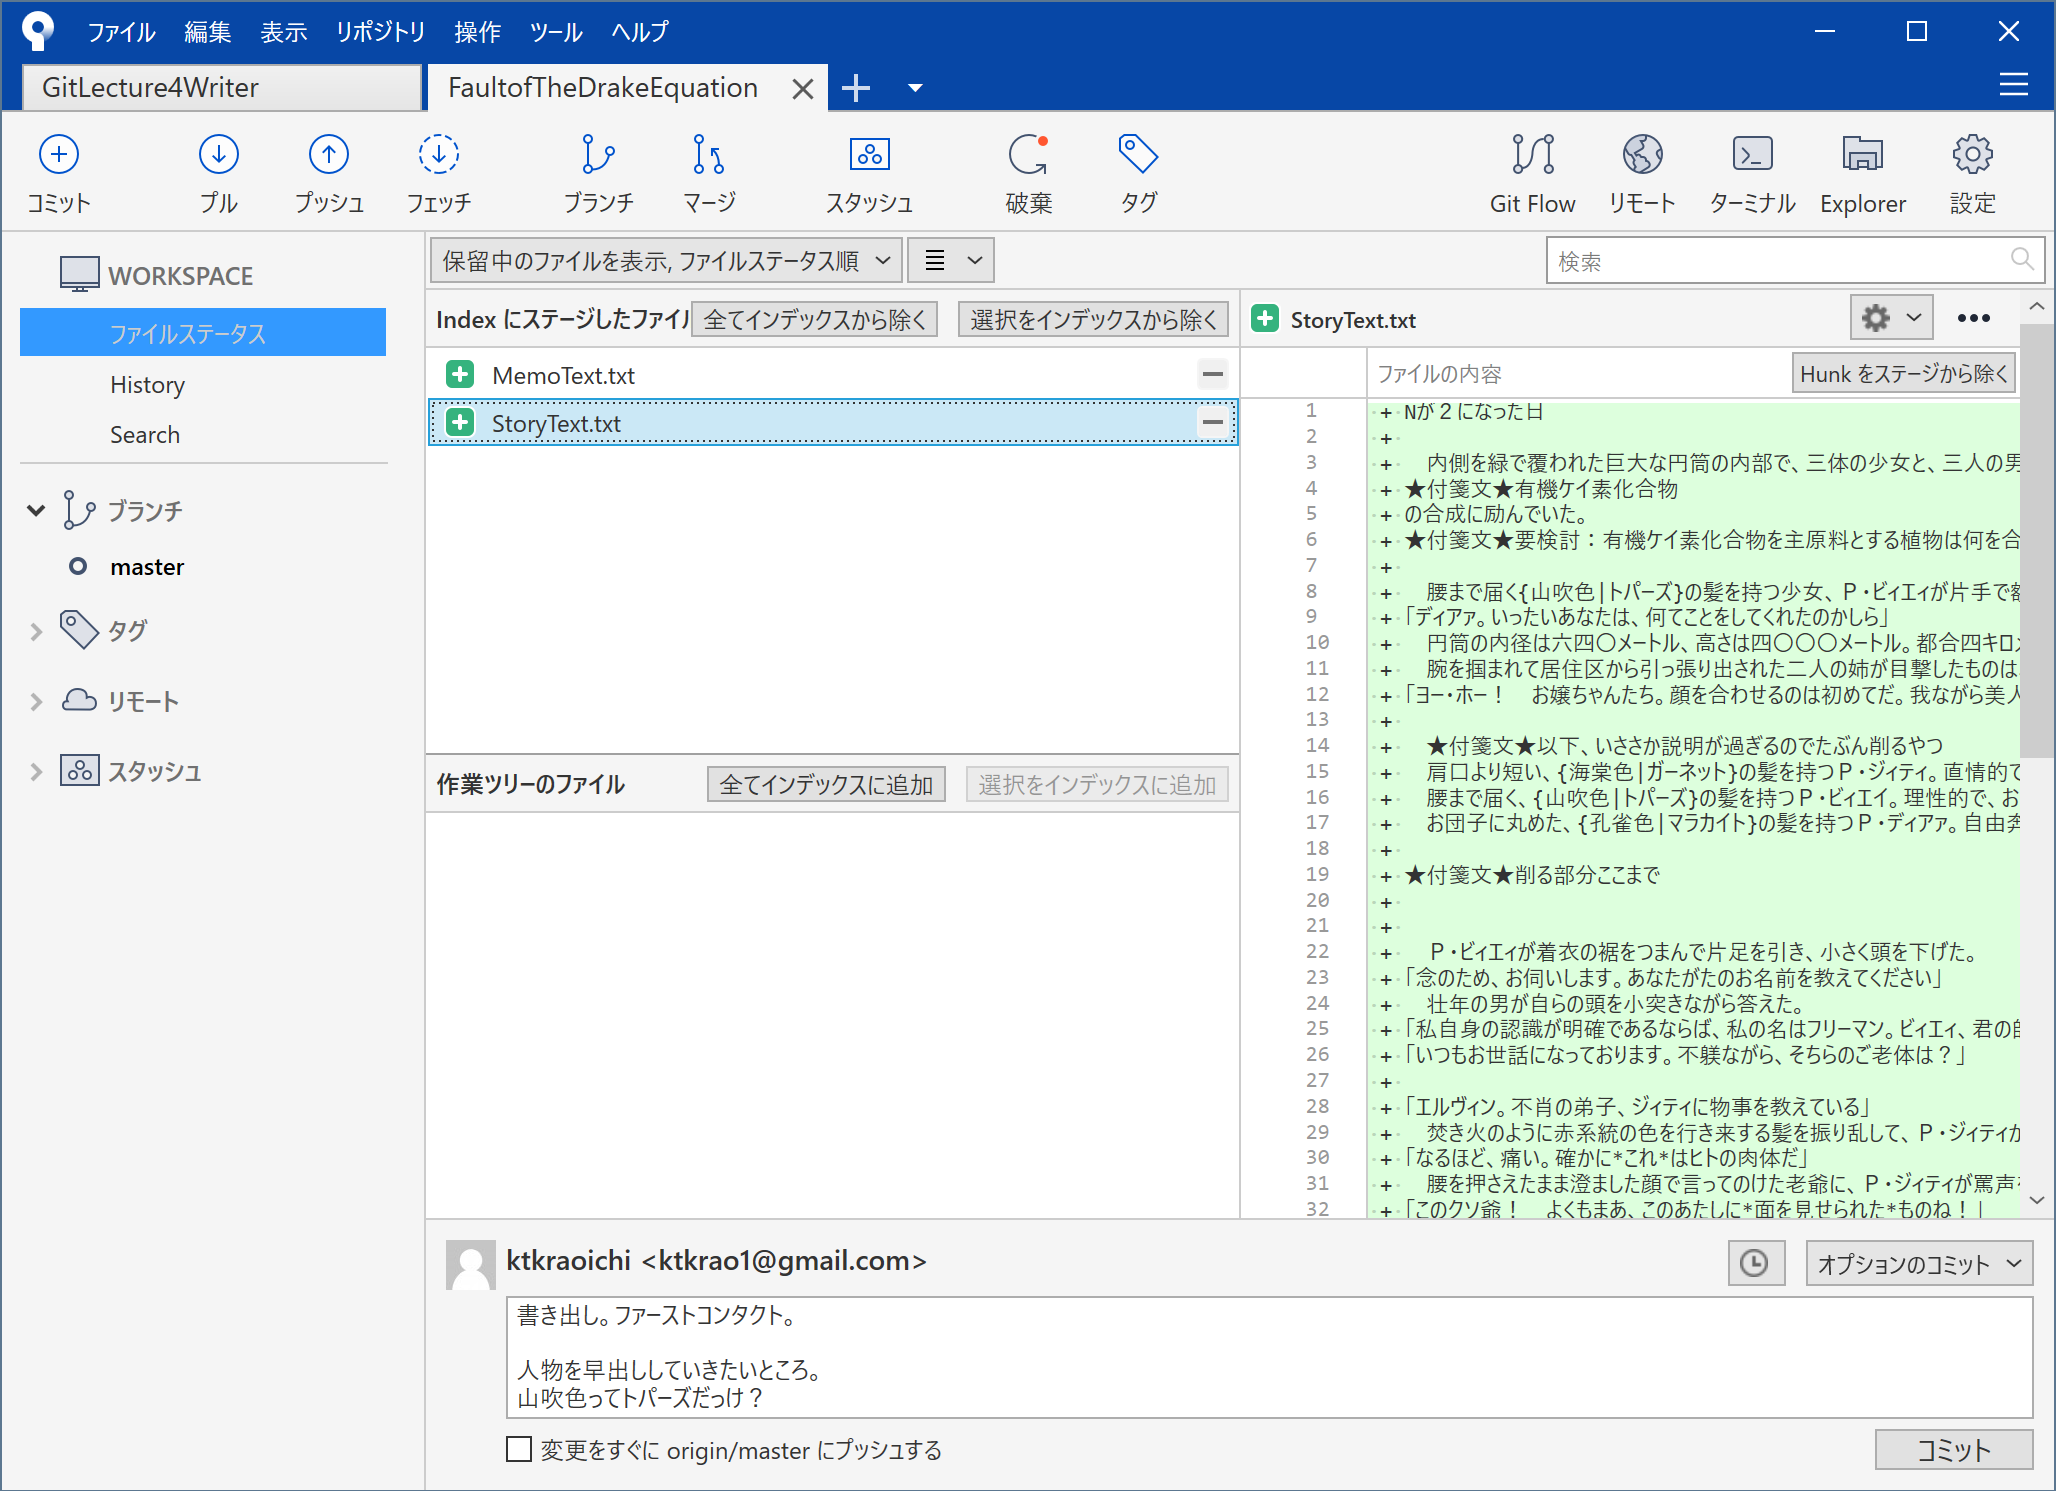 ファイル 編集 表示 リポジトリ 操作 ツール ヘルプ
GitLecture4Writer FaultofTheDrakeEquation
コミット プル プッシュ フェッチ ブランチ マージ スタッシュ 破棄 タグ Git Flow リモート ターミナル Explorer 設定
WORKSPACE
ファイルステータス
History
Search
ブランチ
master
タグ
リモート
スタッシュ
保留中のファイルを表示, ファイルステータス順
検索
Index にステージしたファイル 全てインデックスから除く 選択をインデックスから除く
MemoText.txt
StoryText.txt
作業ツリーのファイル 全てインデックスに追加 選択をインデックスに追加
StoryText.txt
ファイルの内容 Hunk をステージから除く
1 + Nが２になった日
2 +
3 + 　内側を緑で覆われた巨大な円筒の内部で、三体の少女と、三人の男
4 + ★付箋文★有機ケイ素化合物
5 + の合成に励んでいた。
6 + ★付箋文★要検討：有機ケイ素化合物を主原料とする植物は何を合
7 +
8 + 　腰まで届く{山吹色|トパーズ}の髪を持つ少女、Ｐ・ビィエィが片手で額
9 + 「ディアァ。いったいあなたは、何てことをしてくれたのかしら」
10 + 　円筒の内径は六四〇メートル、高さは四〇〇〇メートル。都合四キロメ
11 + 　腕を掴まれて居住区から引っ張り出された二人の姉が目撃したものは、
12 + 「ヨー・ホー！　お嬢ちゃんたち。顔を合わせるのは初めてだ。我ながら美人
13 +
14 + 　★付箋文★以下、いささか説明が過ぎるのでたぶん削るやつ
15 + 　肩口より短い、{海棠色|ガーネット}の髪を持つＰ・ジィティ。直情的で
16 + 　腰まで届く、{山吹色|トパーズ}の髪を持つＰ・ビィエイ。理性的で、お
17 + 　お団子に丸めた、{孔雀色|マラカイト}の髪を持つＰ・ディアァ。自由奔
18 +
19 + ★付箋文★削る部分ここまで
20 +
21 +
22 + 　Ｐ・ビィエィが着衣の裾をつまんで片足を引き、小さく頭を下げた。
23 + 「念のため、お伺いします。あなたがたのお名前を教えてください」
24 + 　壮年の男が自らの頭を小突きながら答えた。
25 + 「私自身の認識が明確であるならば、私の名はフリーマン。ビィエィ、君の師
26 + 「いつもお世話になっております。不躾ながら、そちらのご老体は？」
27 +
28 + 「エルヴィン。不肖の弟子、ジィティに物事を教えている」
29 + 　焚き火のように赤系統の色を行き来する髪を振り乱して、Ｐ・ジィティが
30 + 「なるほど、痛い。確かに*これ*はヒトの肉体だ」
31 + 　腰を押さえたまま澄ました顔で言ってのけた老爺に、Ｐ・ジィティが罵声を
32 + 「このクソ爺！　よくもまあ、このあたしに*面を見せられた*ものね！」
ktkraoichi <ktkrao1@gmail.com>
オプションのコミット
書き出し。ファーストコンタクト。
人物を早出ししていきたいところ。
山吹色ってトパーズだっけ？
変更をすぐに origin/master にプッシュする
コミット